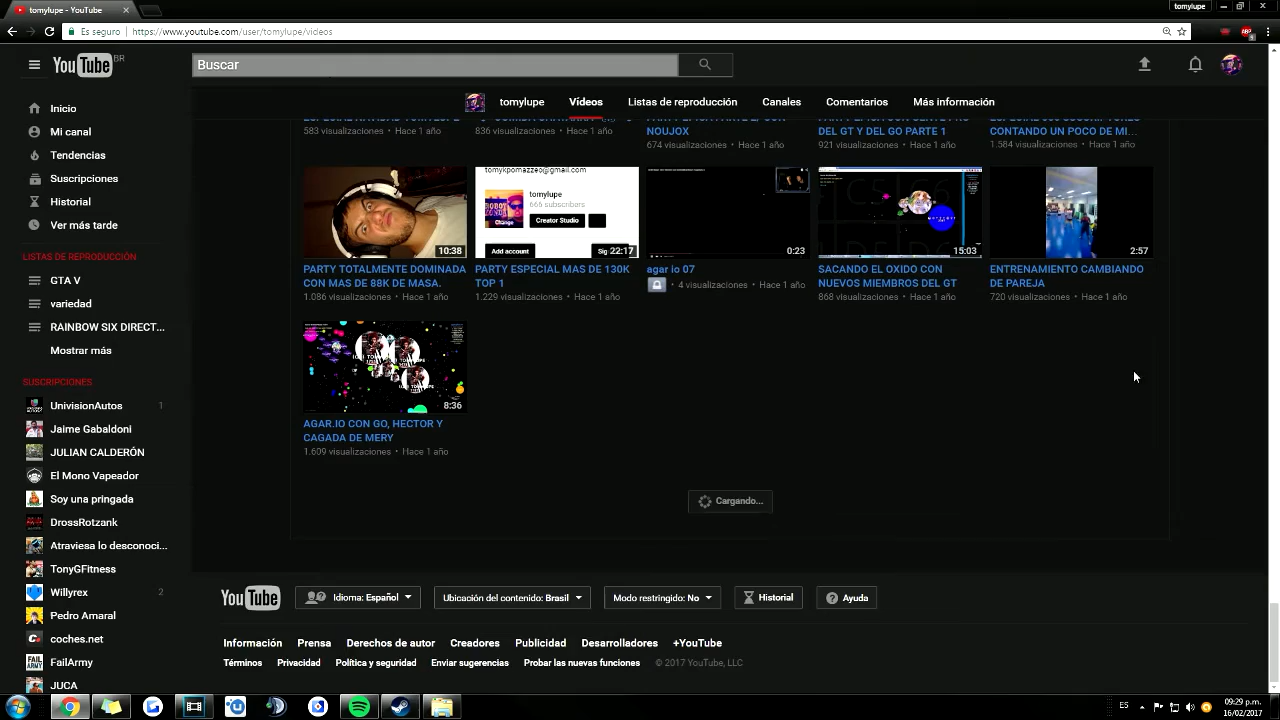 tomylupe - YouTube
tomylupe
Es seguro
https://www.youtube.com/user/tomylupe/videos
YouTube BR
Buscar
tomylupe
Vídeos
Listas de reproducción
Canales
Comentarios
Más información
Inicio
Mi canal
Tendencias
Suscripciones
Historial
Ver más tarde
LISTAS DE REPRODUCCIÓN
GTA V
variedad
RAINBOW SIX DIRECT...
Mostrar más
SUSCRIPCIONES
UnivisionAutos 1
Jaime Gabaldoni
JULIAN CALDERÓN
El Mono Vapeador
Soy una pringada
DrossRotzank
Atraviesa lo desconoci...
TonyGFitness
Willyrex 2
Pedro Amaral
coches.net
FailArmy
JUCA
583 visualizaciones • Hace 1 año
836 visualizaciones • Hace 1 año
NOUJOX
674 visualizaciones • Hace 1 año
DEL GT Y DEL GO PARTE 1
921 visualizaciones • Hace 1 año
CONTANDO UN POCO DE MI...
1.584 visualizaciones • Hace 1 año
10:38
PARTY TOTALMENTE DOMINADA
CON MAS DE 88K DE MASA.
1.086 visualizaciones • Hace 1 año
tomykpomazzeo@gmail.com
tomylupe
666 subscribers
Change
Creator Studio
Add account
Sig
22:17
PARTY ESPECIAL MAS DE 130K
TOP 1
1.229 visualizaciones • Hace 1 año
0:23
agar io 07
• 4 visualizaciones • Hace 1 año
15:03
SACANDO EL OXIDO CON
NUEVOS MIEMBROS DEL GT
868 visualizaciones • Hace 1 año
2:57
ENTRENAMIENTO CAMBIANDO
DE PAREJA
720 visualizaciones • Hace 1 año
8:36
AGAR.IO CON GO, HECTOR Y
CAGADA DE MERY
1.609 visualizaciones • Hace 1 año
Cargando...
YouTube
Idioma: Español
Ubicación del contenido: Brasil
Modo restringido: No
Historial
Ayuda
Información Prensa Derechos de autor Creadores Publicidad Desarrolladores +YouTube
Términos Privacidad Política y seguridad Enviar sugerencias Probar las nuevas funciones © 2017 YouTube, LLC
ES
09:29 p.m.
16/02/2017